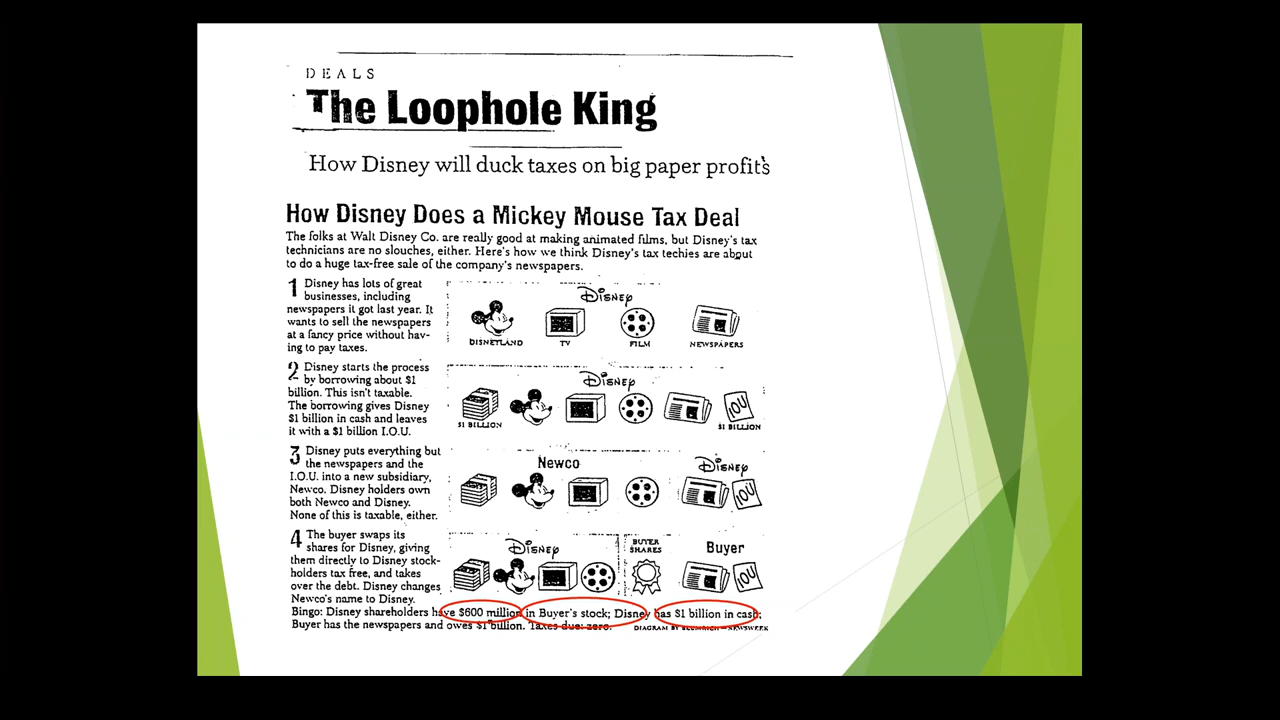 DEALS
The Loophole King
How Disney will duck taxes on big paper profits
How Disney Does a Mickey Mouse Tax Deal
The folks at Walt Disney Co. are really good at making animated films, but Disney's tax
technicians are no slouches, either. Here's how we think Disney's tax techies are about
to do a huge tax-free sale of the company's newspapers.
1 Disney has lots of great
businesses, including
newspapers it got last year. It
wants to sell the newspapers
at a fancy price without hav-
ing to pay taxes.
Disney
DISNEYLAND TV FILM NEWSPAPERS
2 Disney starts the process
by borrowing about $1
billion. This isn't taxable.
The borrowing gives Disney
$1 billion in cash and leaves
it with a $1 billion I.O.U.
Disney
IOU
$1 BILLION $1 BILLION
3 Disney puts everything but
the newspapers and the
I.O.U. into a new subsidiary,
Newco. Disney holders own
both Newco and Disney.
None of this is taxable, either.
Newco Disney
IOU
4 The buyer swaps its
shares for Disney, giving
them directly to Disney stock-
holders tax free, and takes
over the debt. Disney changes
Newco's name to Disney.
Disney
BUYER
SHARES
Buyer
IOU
Bingo: Disney shareholders have $600 million in Buyer's stock; Disney has $1 billion in cash;
Buyer has the newspapers and owes $1 billion. Taxes due: zero.
DIAGRAM BY BLUMRICH—NEWSWEEK